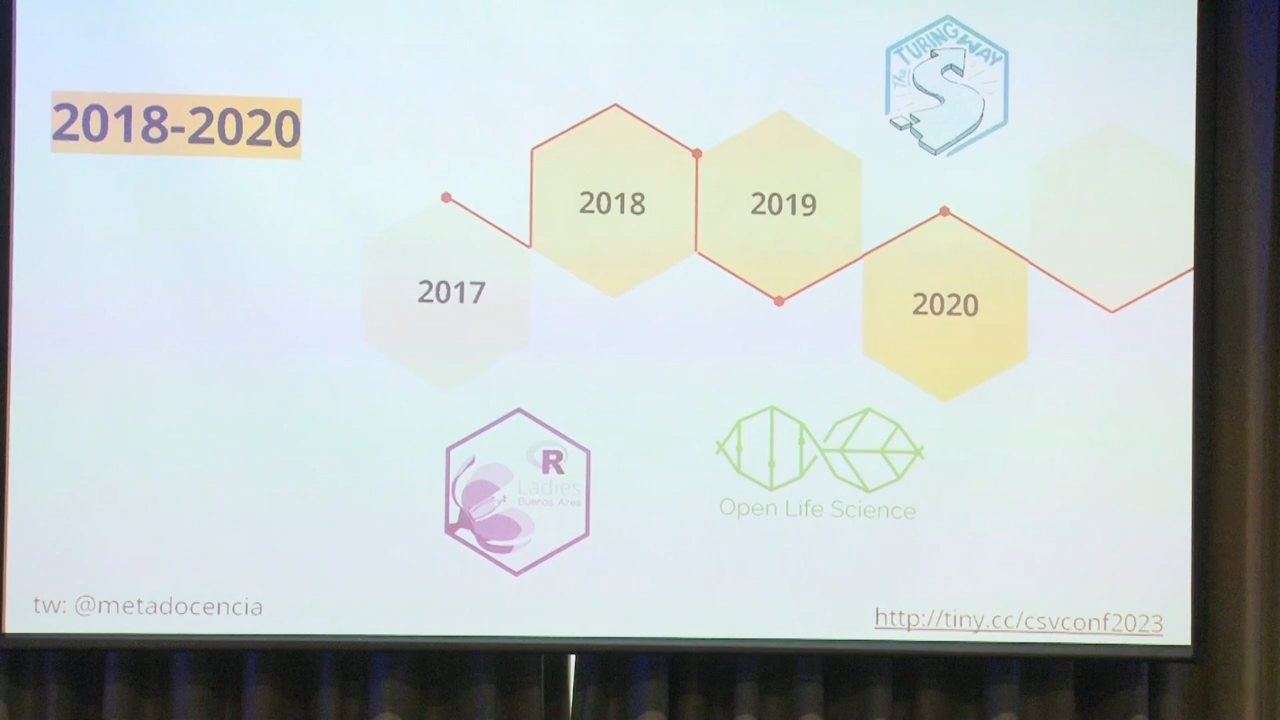 2018-2020
The TURING WAY
2018
2019
2017
2020
R
Ladies
Buenos Aires
Open Life Science
tw: @metadocencia
http://tiny.cc/csvconf2023